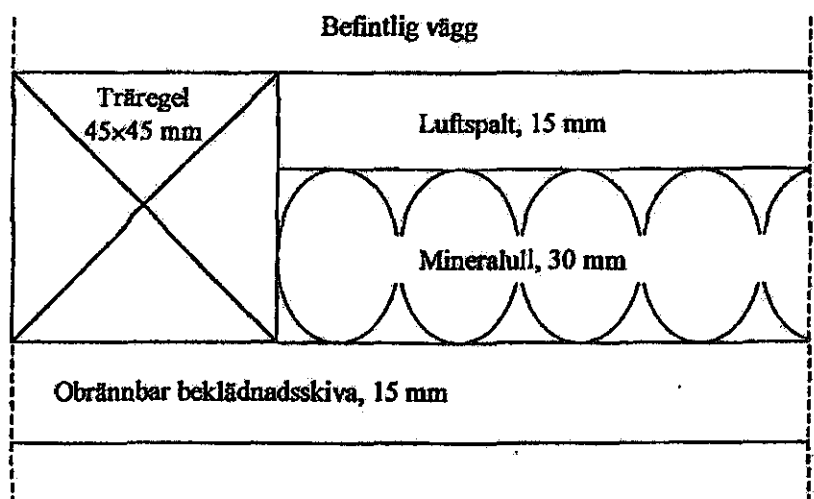 Befintlig vägg
Träregel
45×45 mm
Luftspalt, 15 mm
Mineralull, 30 mm
Obrännbar beklädnadsskiva, 15 mm